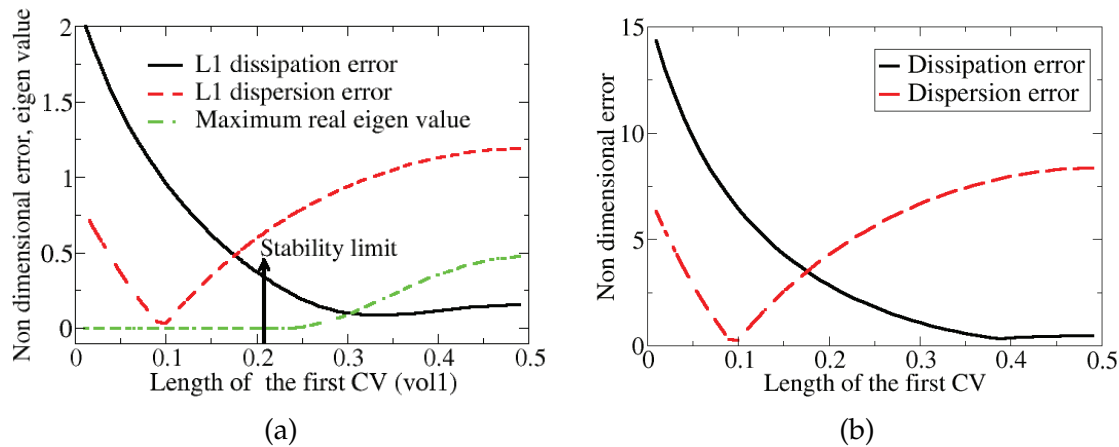 2
1.5
1
0.5
0
Non dimensional error, eigen value
L1 dissipation error
L1 dispersion error
Maximum real eigen value
Stability limit
0 0.1 0.2 0.3 0.4 0.5
Length of the first CV (vol1)
(a)
15
10
5
0
Non dimensional error
Dissipation error
Dispersion error
0 0.1 0.2 0.3 0.4 0.5
Length of the first CV
(b)